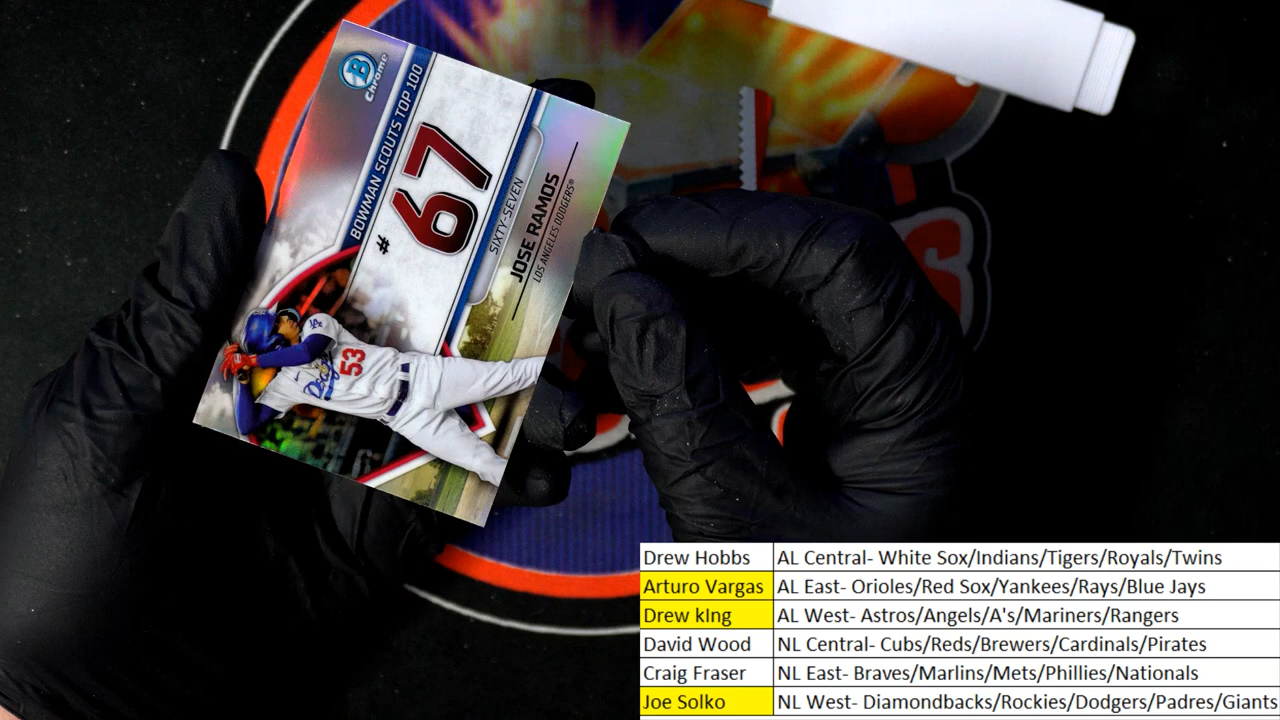 B
Chrome
BOWMAN SCOUTS TOP 100
# 67
SIXTY-SEVEN
JOSE RAMOS
LOS ANGELES DODGERS®
LA
Dodgers
53
Drew Hobbs AL Central- White Sox/Indians/Tigers/Royals/Twins
Arturo Vargas AL East- Orioles/Red Sox/Yankees/Rays/Blue Jays
Drew kIng AL West- Astros/Angels/A's/Mariners/Rangers
David Wood NL Central- Cubs/Reds/Brewers/Cardinals/Pirates
Craig Fraser NL East- Braves/Marlins/Mets/Phillies/Nationals
Joe Solko NL West- Diamondbacks/Rockies/Dodgers/Padres/Giants